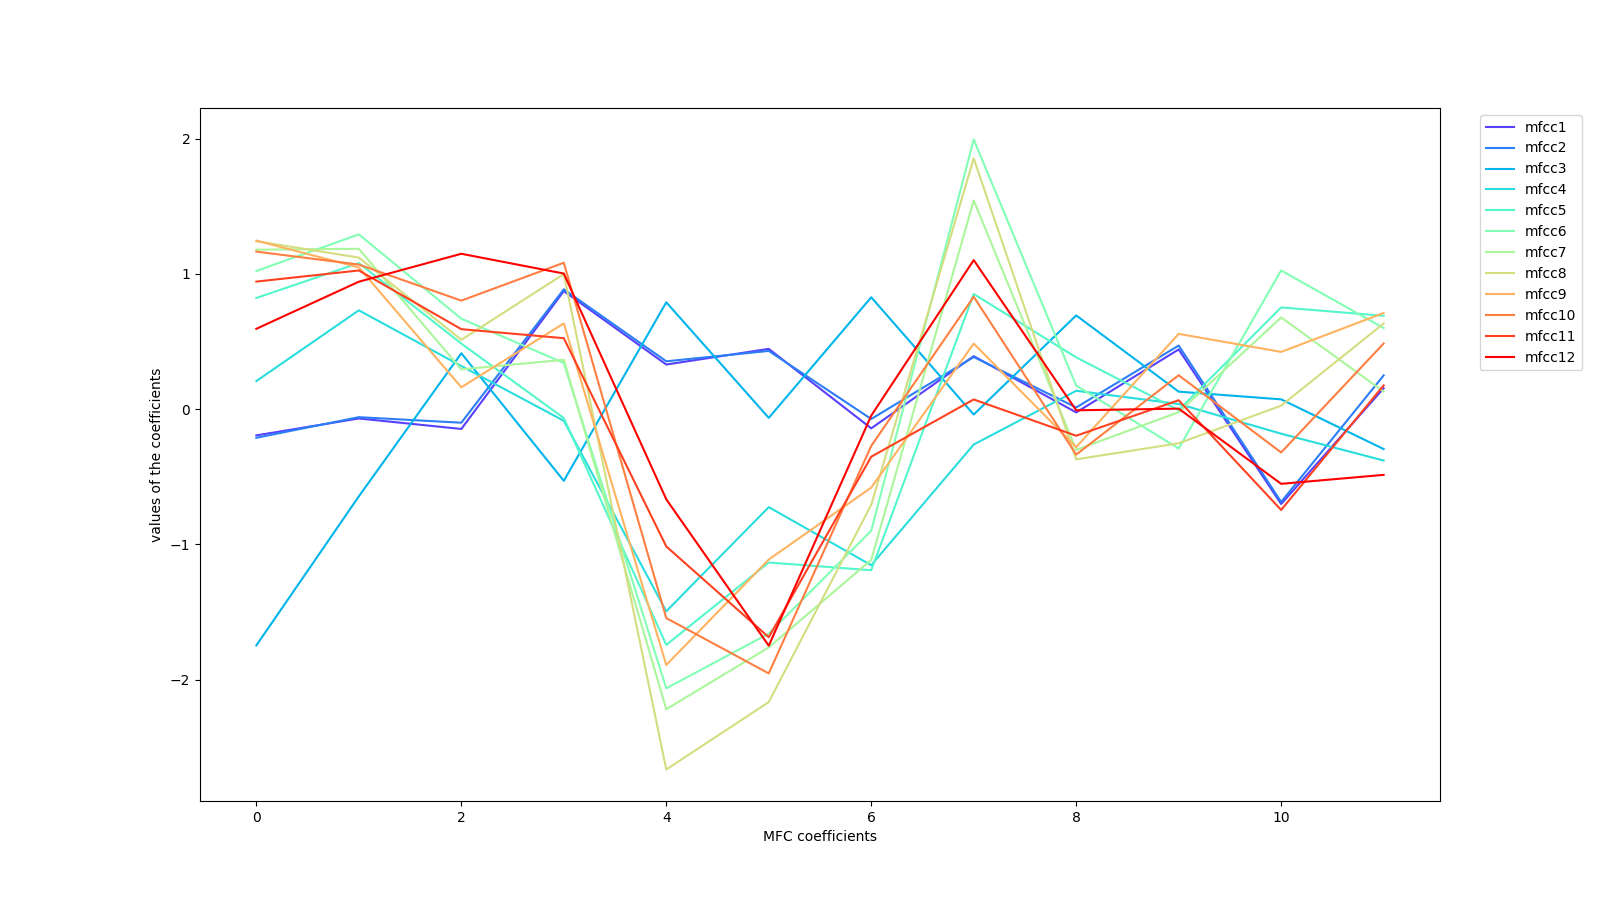 2
1
0
−1
−2
values of the coefficients
0 2 4 6 8 10
MFC coefficients
mfcc1
mfcc2
mfcc3
mfcc4
mfcc5
mfcc6
mfcc7
mfcc8
mfcc9
mfcc10
mfcc11
mfcc12